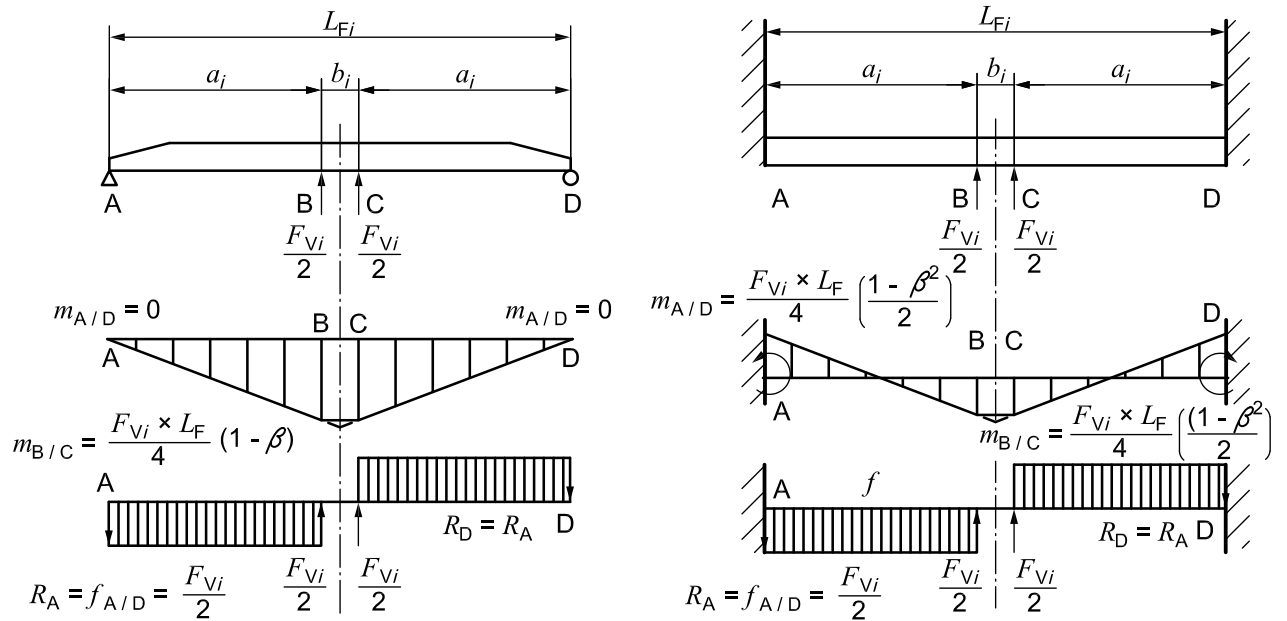 L_Fi
a_i b_i a_i
A B C D
F_Vi/2 F_Vi/2
m_A/D = 0 m_A/D = 0
B C
A D
m_B/C = F_Vi × L_F/4 (1 - β)
A
R_D = R_A D
R_A = f_A/D = F_Vi/2 F_Vi/2 F_Vi/2
L_Fi
a_i b_i a_i
A B C D
F_Vi/2 F_Vi/2
m_A/D = F_Vi × L_F/4 (1 - β²/2)
D
B C
A
m_B/C = F_Vi × L_F/4 ((1 - β²)/2)
A f
R_D = R_A D
R_A = f_A/D = F_Vi/2 F_Vi/2 F_Vi/2